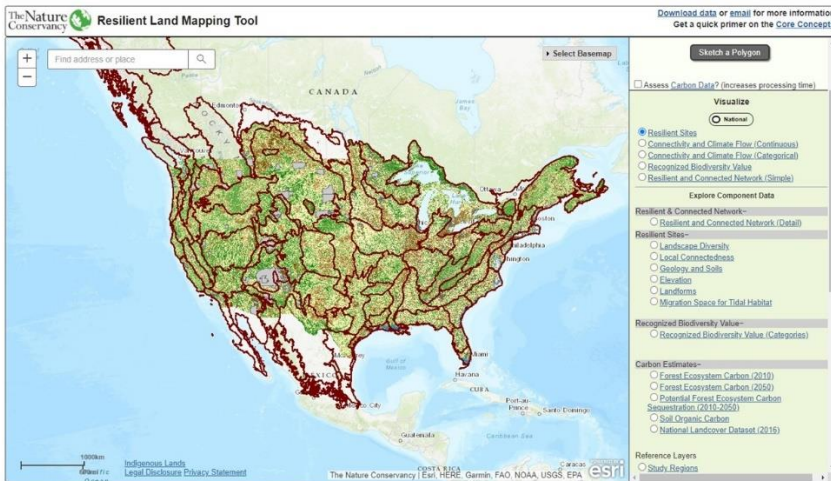 The Nature Conservancy
Resilient Land Mapping Tool
Download data or email for more informatio
Get a quick primer on the Core Concept
+
−
Find address or place
Select Basemap
Sketch a Polygon
Assess Carbon Data? (increases processing time)
Visualize
National
Resilient Sites
Connectivity and Climate Flow (Continuous)
Connectivity and Climate Flow (Categorical)
Recognized Biodiversity Value
Resilient and Connected Network (Simple)
Explore Component Data
Resilient & Connected Network~
Resilient and Connected Network (Detail)
Resilient Sites~
Landscape Diversity
Local Connectedness
Geology and Soils
Elevation
Landforms
Migration Space for Tidal Habitat
Recognized Biodiversity Value~
Recognized Biodiversity Value (Categories)
Carbon Estimates~
Forest Ecosystem Carbon (2010)
Forest Ecosystem Carbon (2050)
Potential Forest Ecosystem Carbon
Sequestration (2010-2050)
Soil Organic Carbon
National Landcover Dataset (2016)
Reference Layers
Study Regions
CANADA
Edmonton
Vancouver
Ottawa
Boston
Philadelphia
Washington
Miami
Gulf of
Mexico
Havana
CUBA
Port-au-
Prince
Santo Domingo
Guatemala
Caribbean Sea
COSTA RICA
Caracas
1000km
Indigenous Lands
Legal Disclosure Privacy Statement
The Nature Conservancy | Esri, HERE, Garmin, FAO, NOAA, USGS, EPA
esri